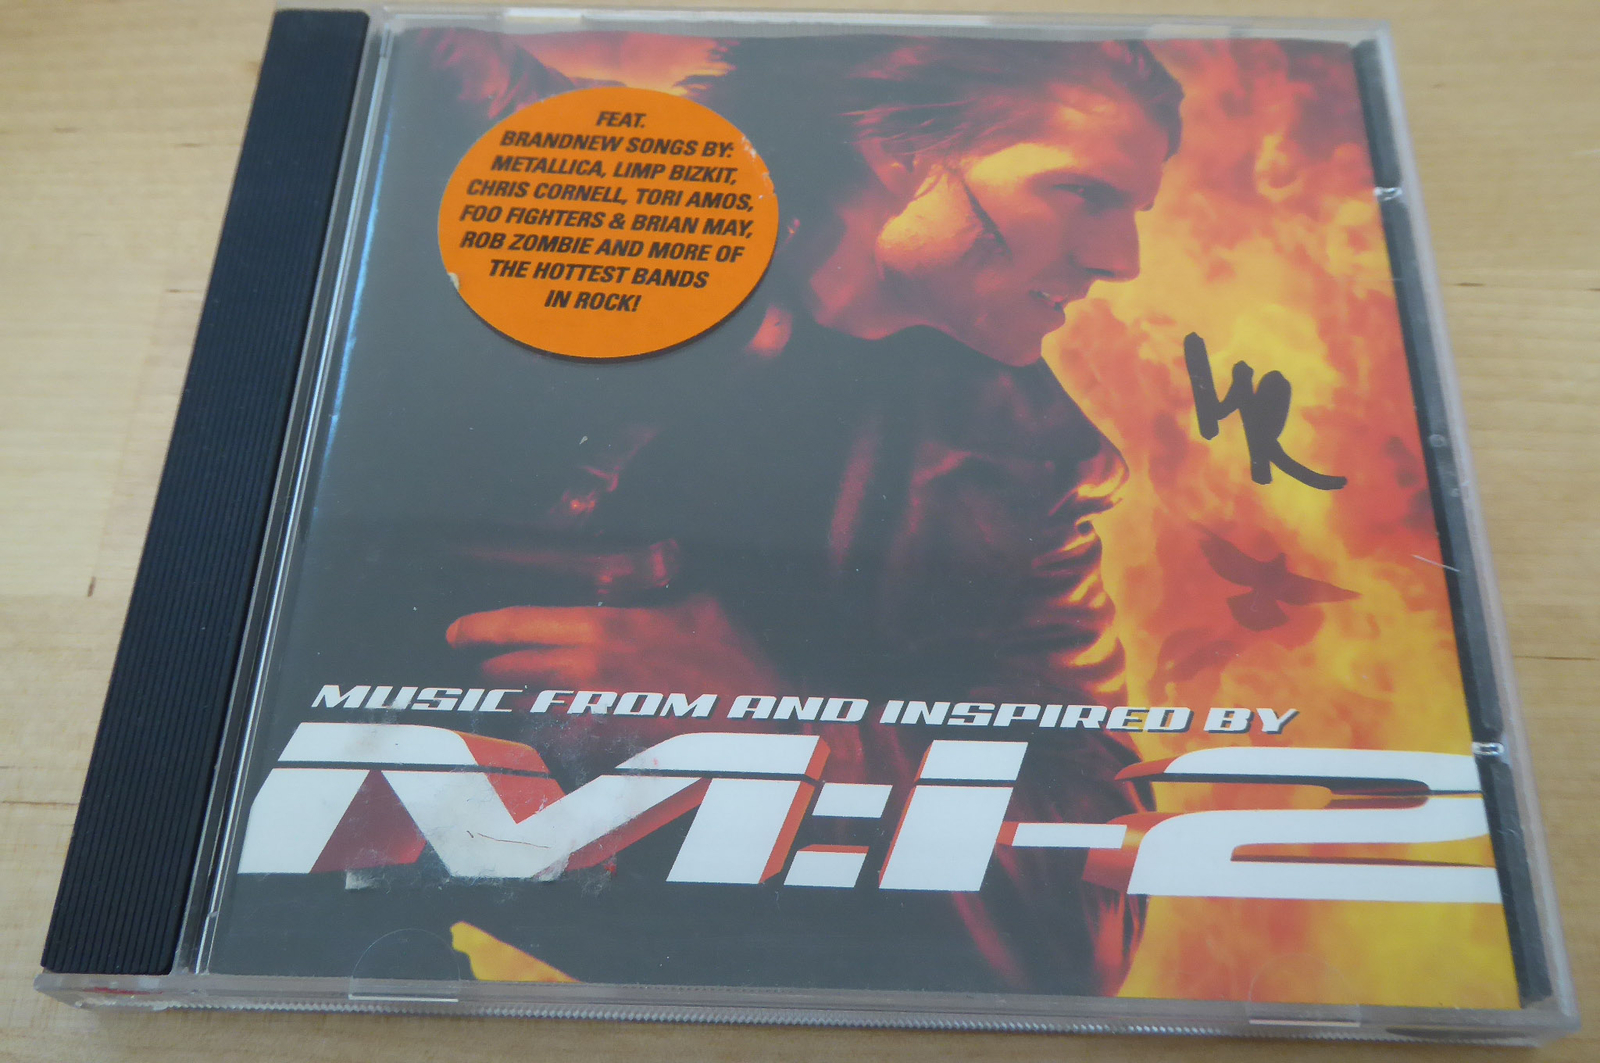 FEAT.
BRANDNEW SONGS BY:
METALLICA, LIMP BIZKIT,
CHRIS CORNELL, TORI AMOS,
FOO FIGHTERS & BRIAN MAY,
ROB ZOMBIE AND MORE OF
THE HOTTEST BANDS
IN ROCK!
MUSIC FROM AND INSPIRED BY
M:I-2